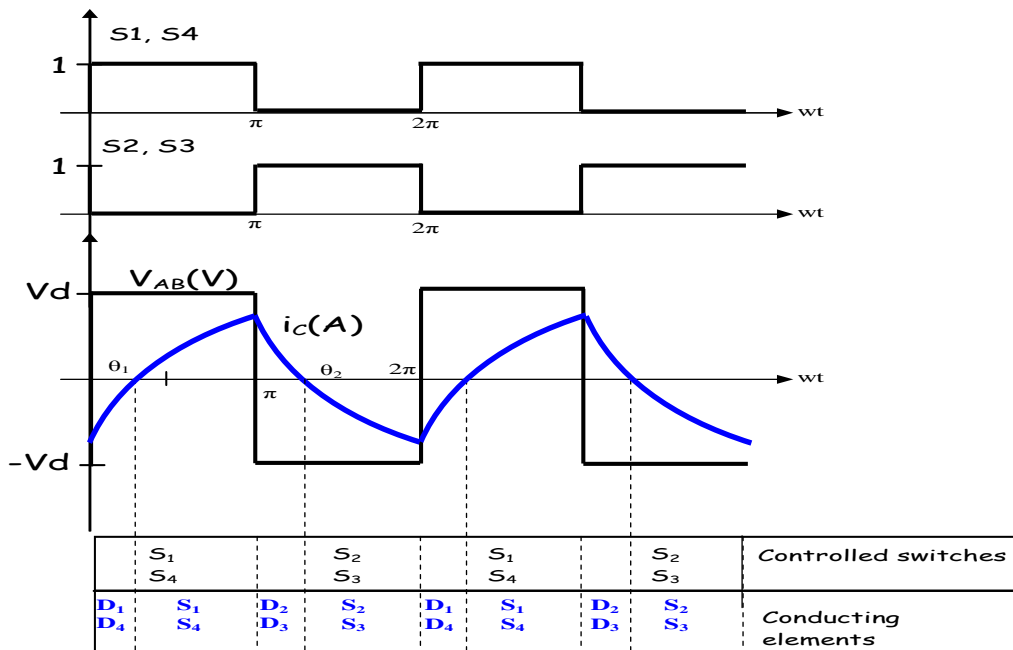 S1, S4
1
π
2π
wt
S2, S3
1
π
2π
wt
V_AB(V)
Vd
i_C(A)
θ₁
θ₂
2π
π
wt
-Vd
S₁ S₂ S₁ S₂ Controlled switches
S₄ S₃ S₄ S₃
D₁ S₁ D₂ S₂ D₁ S₁ D₂ S₂ Conducting
D₄ S₄ D₃ S₃ D₄ S₄ D₃ S₃ elements